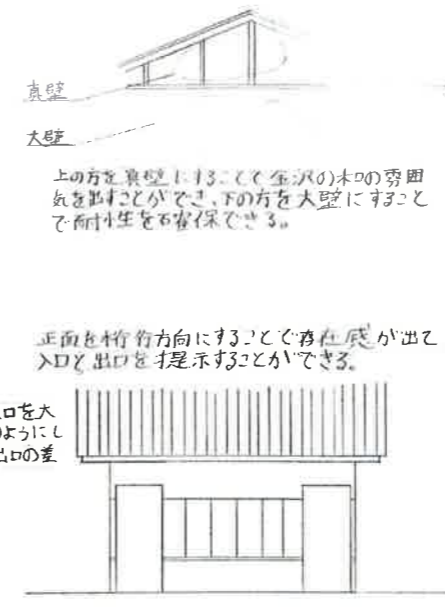 真壁
大壁
上の方を真壁にすることで金沢の和の雰囲
気を出すことができ、下の方を大壁にすること
で耐水性を確保できる。
正面を桁行方向にすることで存在感が出て
入口と出口を提示することができる。
口を大
のようにし
出口の差